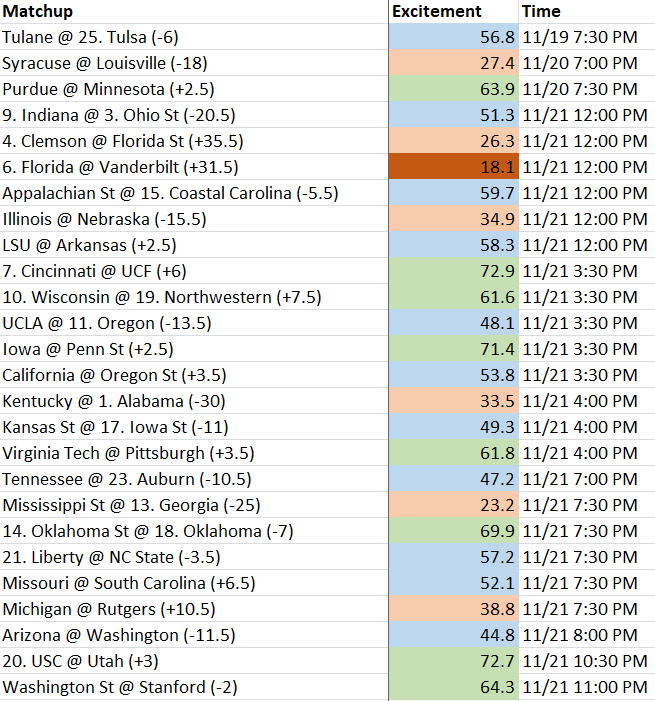 Matchup Excitement Time
Tulane @ 25. Tulsa (-6) 56.8 11/19 7:30 PM
Syracuse @ Louisville (-18) 27.4 11/20 7:00 PM
Purdue @ Minnesota (+2.5) 63.9 11/20 7:30 PM
9. Indiana @ 3. Ohio St (-20.5) 51.3 11/21 12:00 PM
4. Clemson @ Florida St (+35.5) 26.3 11/21 12:00 PM
6. Florida @ Vanderbilt (+31.5) 18.1 11/21 12:00 PM
Appalachian St @ 15. Coastal Carolina (-5.5) 59.7 11/21 12:00 PM
Illinois @ Nebraska (-15.5) 34.9 11/21 12:00 PM
LSU @ Arkansas (+2.5) 58.3 11/21 12:00 PM
7. Cincinnati @ UCF (+6) 72.9 11/21 3:30 PM
10. Wisconsin @ 19. Northwestern (+7.5) 61.6 11/21 3:30 PM
UCLA @ 11. Oregon (-13.5) 48.1 11/21 3:30 PM
Iowa @ Penn St (+2.5) 71.4 11/21 3:30 PM
California @ Oregon St (+3.5) 53.8 11/21 3:30 PM
Kentucky @ 1. Alabama (-30) 33.5 11/21 4:00 PM
Kansas St @ 17. Iowa St (-11) 49.3 11/21 4:00 PM
Virginia Tech @ Pittsburgh (+3.5) 61.8 11/21 4:00 PM
Tennessee @ 23. Auburn (-10.5) 47.2 11/21 7:00 PM
Mississippi St @ 13. Georgia (-25) 23.2 11/21 7:30 PM
14. Oklahoma St @ 18. Oklahoma (-7) 69.9 11/21 7:30 PM
21. Liberty @ NC State (-3.5) 57.2 11/21 7:30 PM
Missouri @ South Carolina (+6.5) 52.1 11/21 7:30 PM
Michigan @ Rutgers (+10.5) 38.8 11/21 7:30 PM
Arizona @ Washington (-11.5) 44.8 11/21 8:00 PM
20. USC @ Utah (+3) 72.7 11/21 10:30 PM
Washington St @ Stanford (-2) 64.3 11/21 11:00 PM